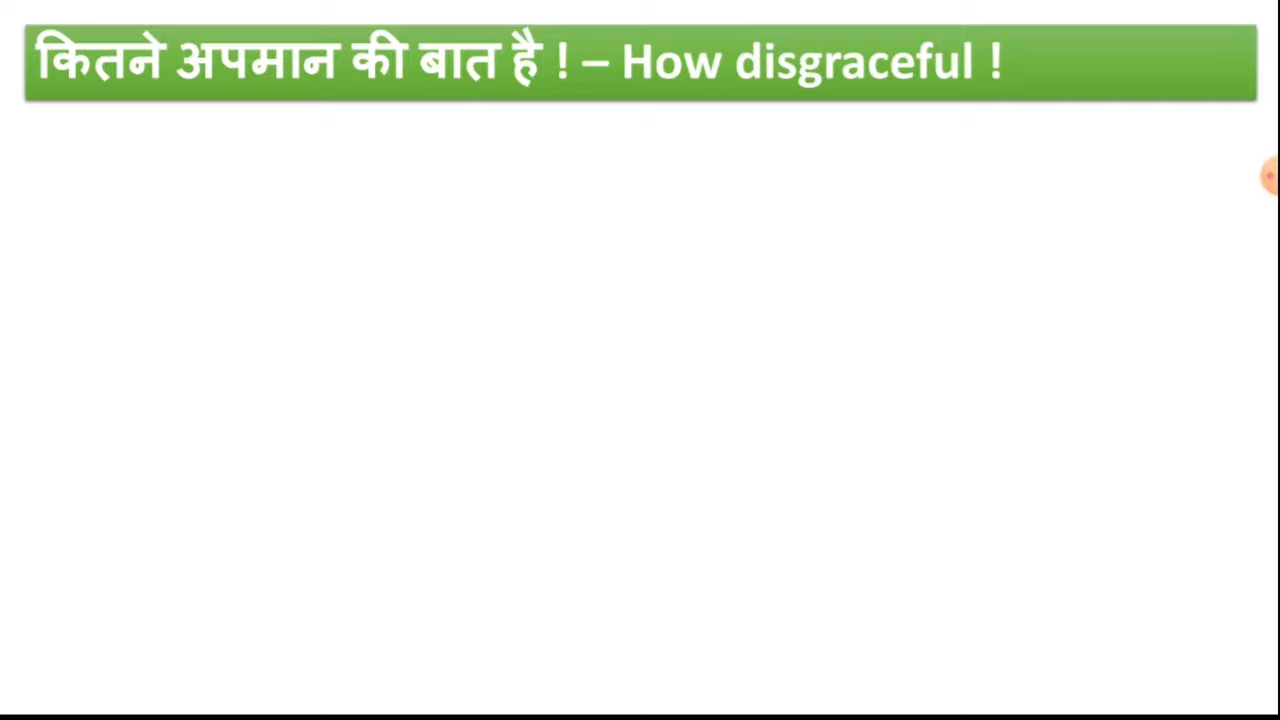 कितने अपमान की बात है ! – How disgraceful !